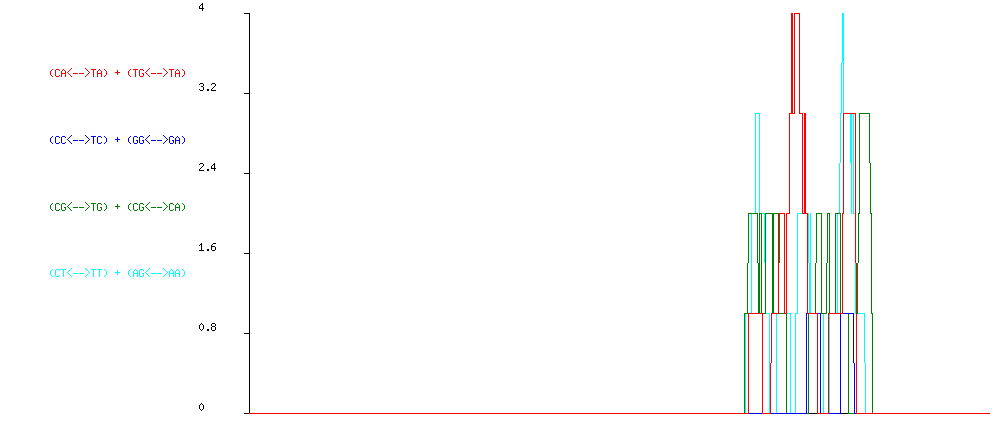 4
(CA<-->TA) + (TG<-->TA)
3.2
(CC<-->TC) + (GG<-->GA)
2.4
(CG<-->TG) + (CG<-->CA)
1.6
(CT<-->TT) + (AG<-->AA)
0.8
0